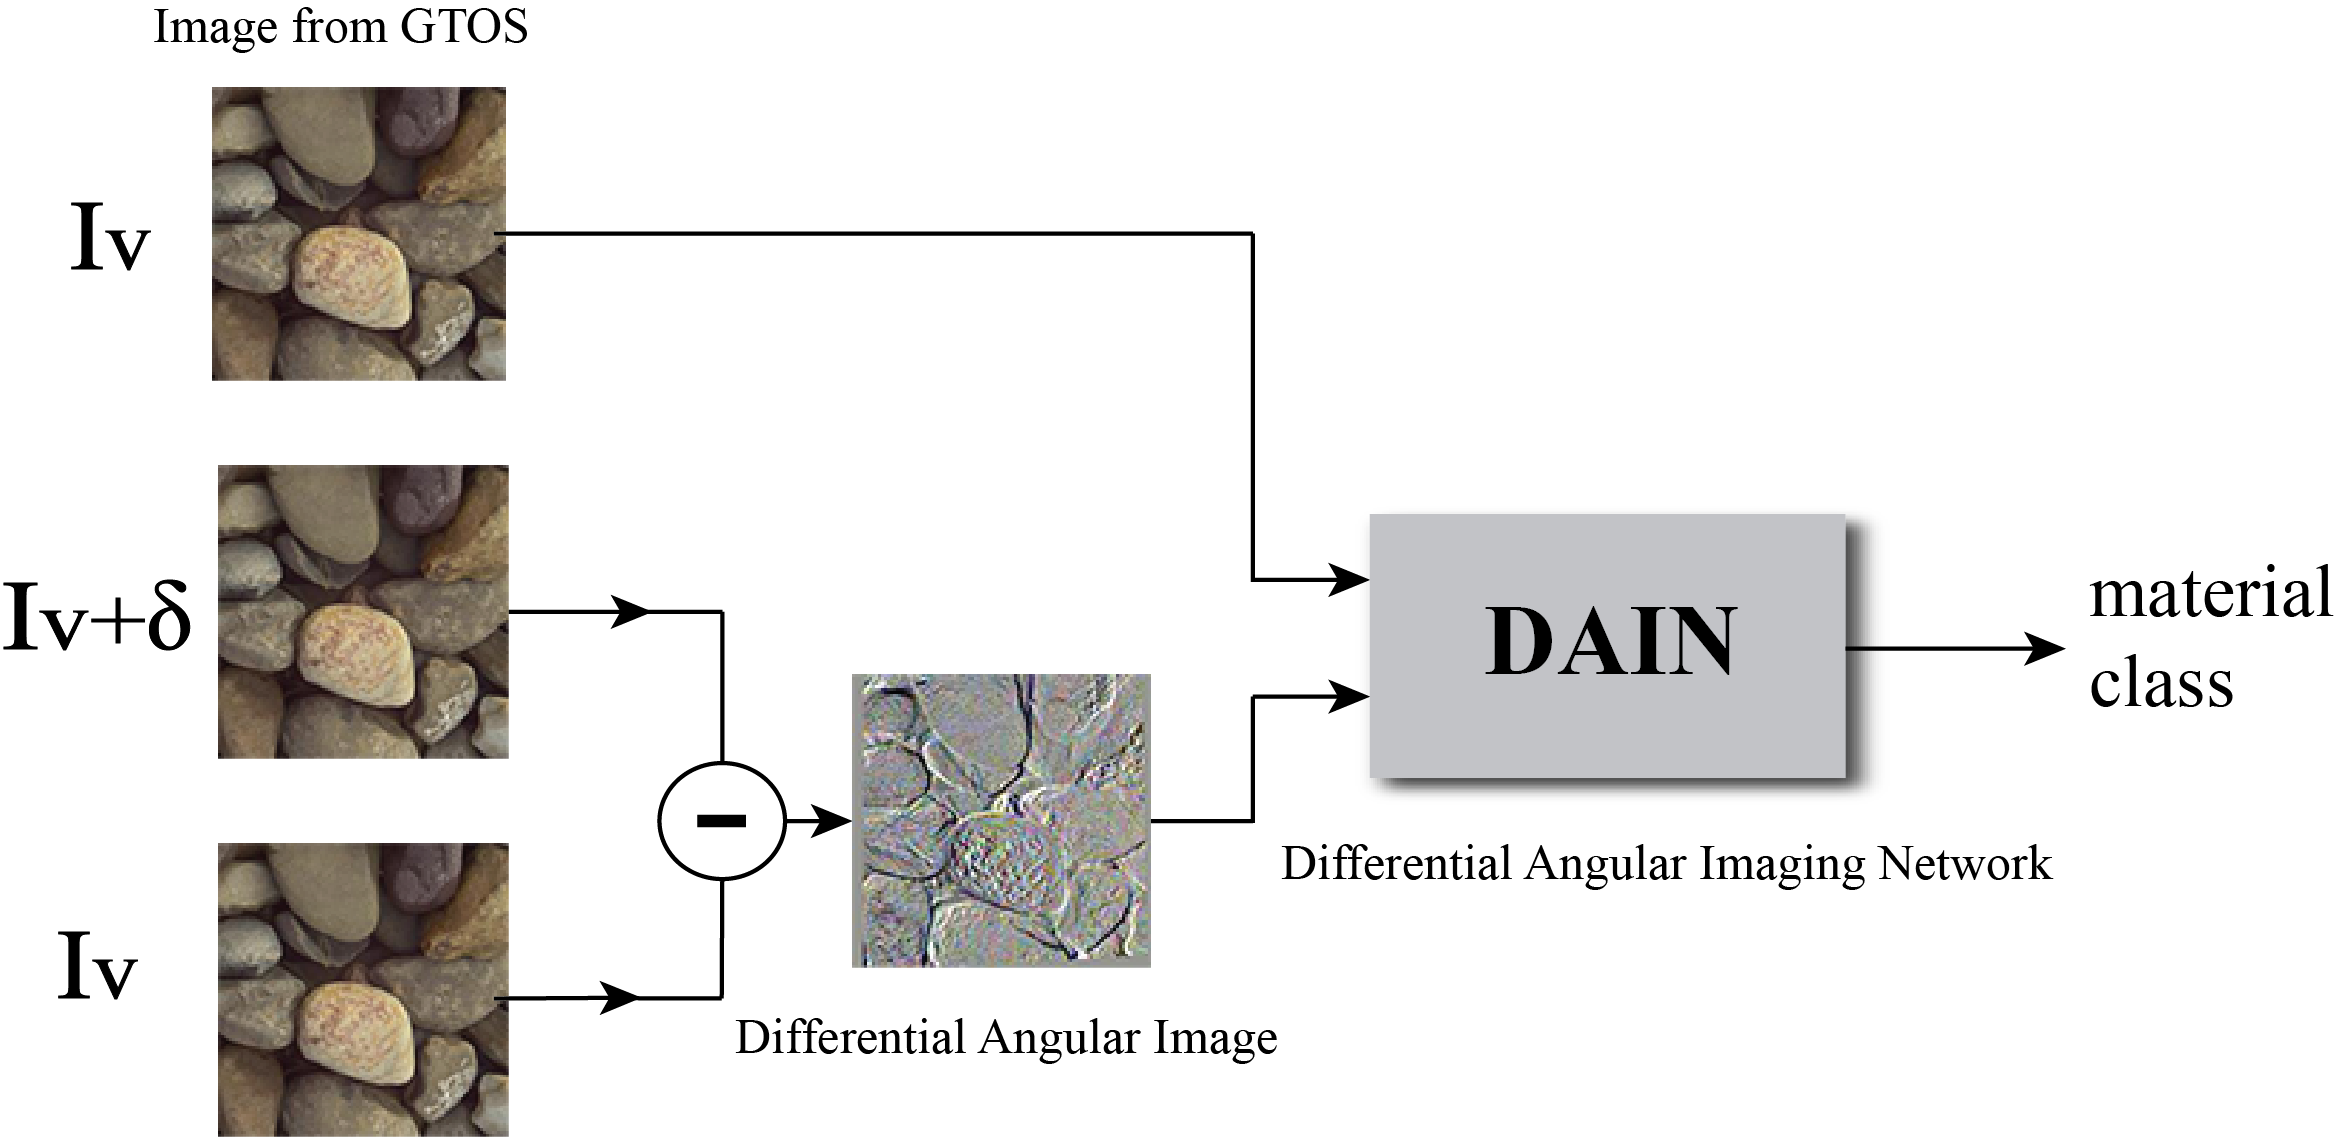 Image from GTOS
Iv
Iv+δ
Iv
Differential Angular Image
DAIN
Differential Angular Imaging Network
material
class